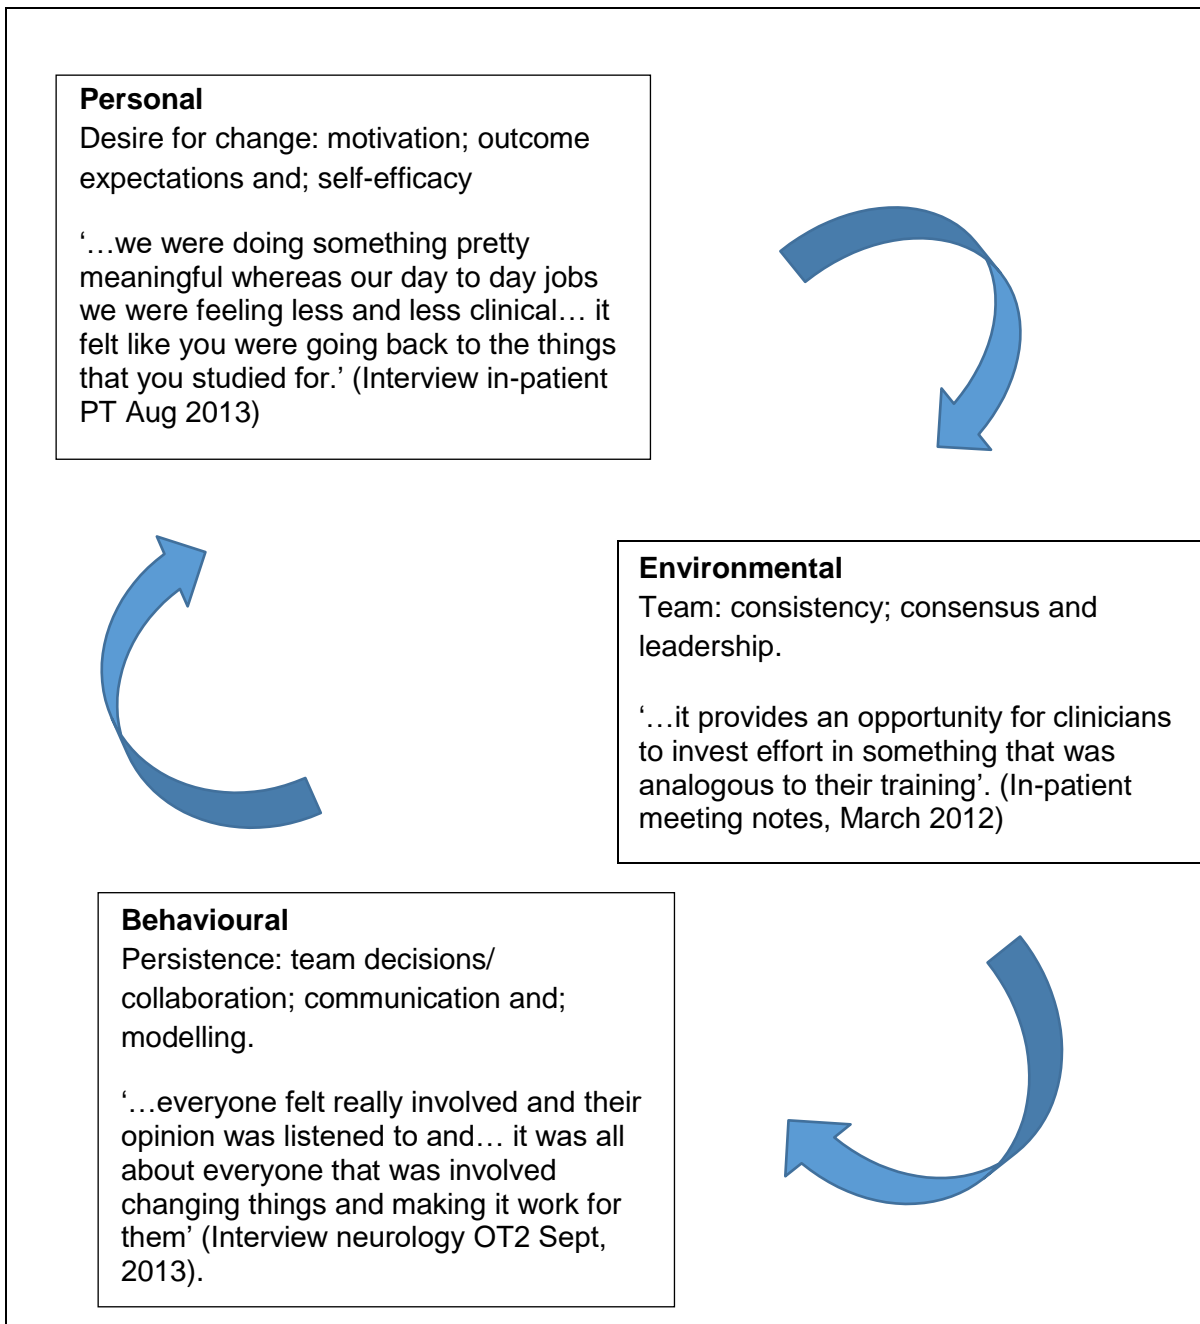 Personal
Desire for change: motivation; outcome
expectations and; self-efficacy
‘…we were doing something pretty
meaningful whereas our day to day jobs
we were feeling less and less clinical… it
felt like you were going back to the things
that you studied for.’ (Interview in-patient
PT Aug 2013)
Environmental
Team: consistency; consensus and
leadership.
‘…it provides an opportunity for clinicians
to invest effort in something that was
analogous to their training’. (In-patient
meeting notes, March 2012)
Behavioural
Persistence: team decisions/
collaboration; communication and;
modelling.
‘…everyone felt really involved and their
opinion was listened to and… it was all
about everyone that was involved
changing things and making it work for
them’ (Interview neurology OT2 Sept,
2013).